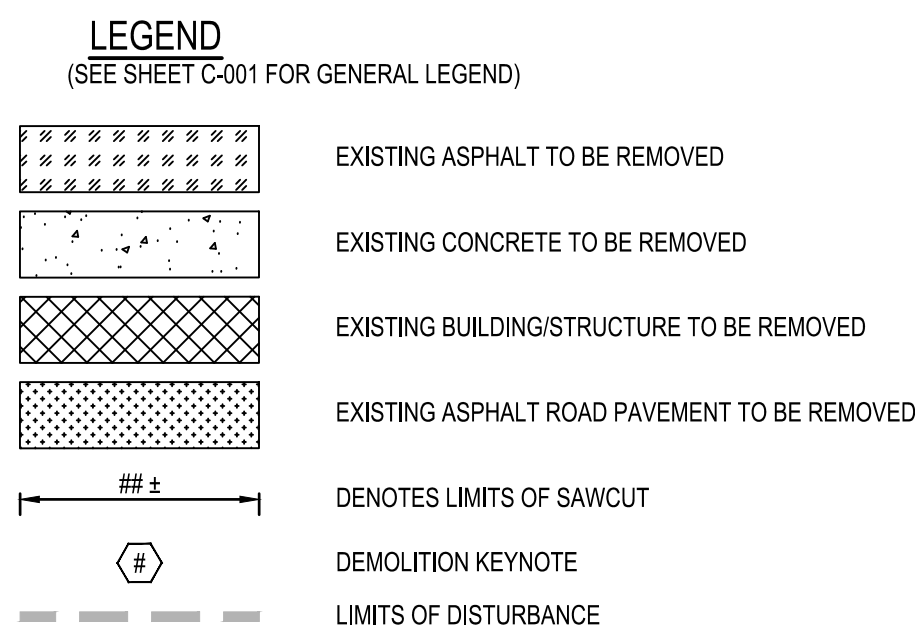 LEGEND
(SEE SHEET C-001 FOR GENERAL LEGEND)
EXISTING ASPHALT TO BE REMOVED
EXISTING CONCRETE TO BE REMOVED
EXISTING BUILDING/STRUCTURE TO BE REMOVED
EXISTING ASPHALT ROAD PAVEMENT TO BE REMOVED
## ± DENOTES LIMITS OF SAWCUT
# DEMOLITION KEYNOTE
LIMITS OF DISTURBANCE